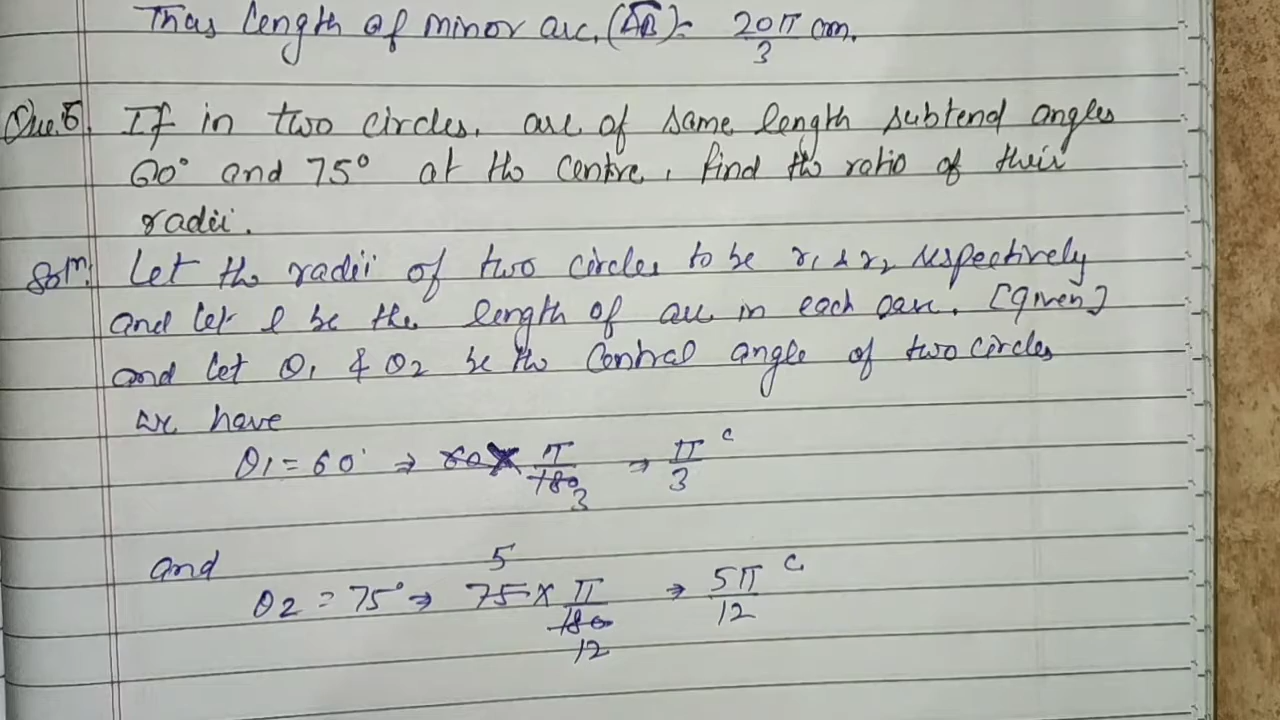 Thus length of minor arc. (AB) = 20π/3 cm.
Que.6. If in two circles, arc of same length subtend angles
60° and 75° at the centre, find the ratio of their
radii.
Solⁿ: Let the radii of two circles to be r₁ & r₂ respectively
and let l be the length of arc in each case. [given]
and let θ₁ & θ₂ be the central angle of two circles
we have
θ1 = 60° ⇒ 60 × π/180 3 ⇒ π/3 ᶜ
and 5
θ2 = 75° ⇒ 75 × π/180 ⇒ 5π/12 ᶜ
12